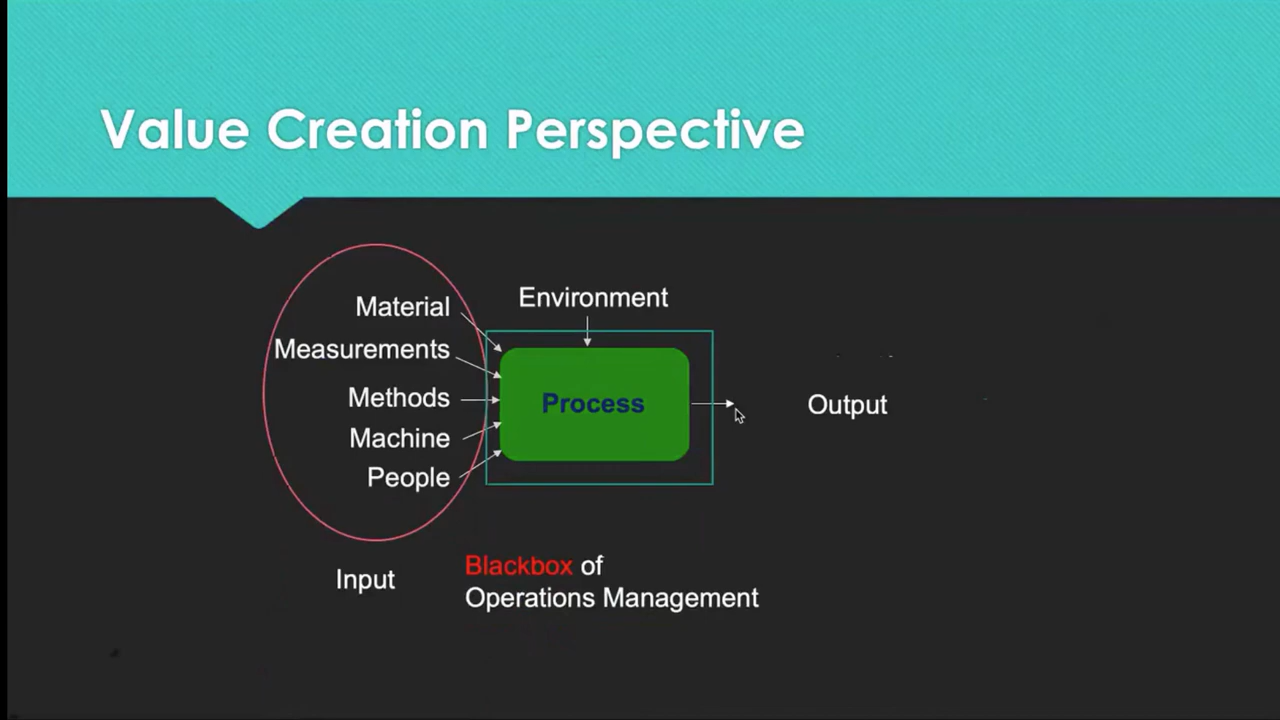 Value Creation Perspective
Material
Environment
Measurements
Methods
Process
Output
Machine
People
Input
Blackbox of
Operations Management